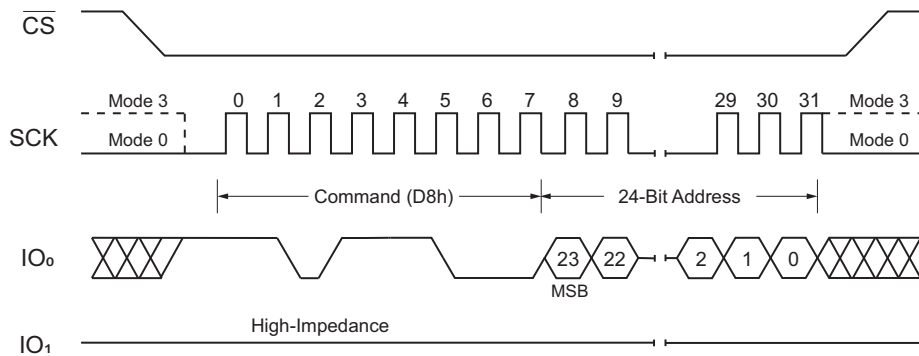 CS
Mode 3 0 1 2 3 4 5 6 7 8 9 29 30 31 Mode 3
SCK Mode 0 Mode 0
Command (D8h) 24-Bit Address
IO₀ 23 22 2 1 0
MSB
High-Impedance
IO₁